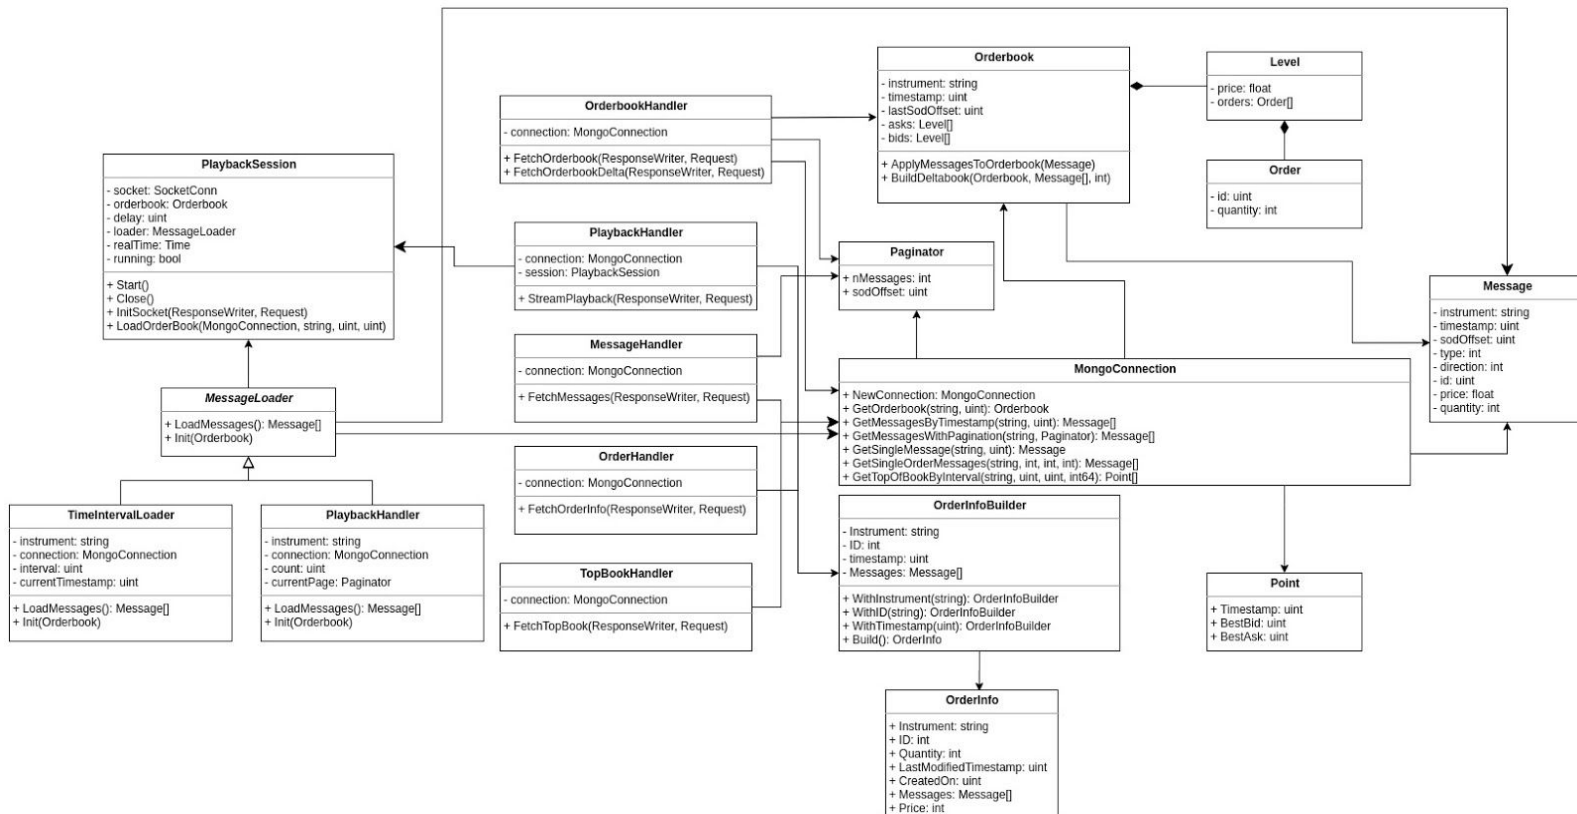 Orderbook
- instrument: string
- timestamp: uint
- lastSodOffset: uint
- asks: Level[]
- bids: Level[]
+ ApplyMessagesToOrderbook(Message)
+ BuildDeltabook(Orderbook, Message[], int)
Level
- price: float
- orders: Order[]
Order
- id: uint
- quantity: int
OrderbookHandler
- connection: MongoConnection
+ FetchOrderbook(ResponseWriter, Request)
+ FetchOrderbookDelta(ResponseWriter, Request)
PlaybackSession
- socket: SocketConn
- orderbook: Orderbook
- delay: uint
- loader: MessageLoader
- realTime: Time
- running: bool
+ Start()
+ Close()
+ InitSocket(ResponseWriter, Request)
+ LoadOrderBook(MongoConnection, string, uint, uint)
PlaybackHandler
- connection: MongoConnection
- session: PlaybackSession
+ StreamPlayback(ResponseWriter, Request)
Paginator
+ nMessages: int
+ sodOffset: uint
Message
- instrument: string
- timestamp: uint
- sodOffset: uint
- type: int
- direction: int
- id: uint
- price: float
- quantity: int
MessageHandler
- connection: MongoConnection
+ FetchMessages(ResponseWriter, Request)
MongoConnection
+ NewConnection: MongoConnection
+ GetOrderbook(string, uint): Orderbook
+ GetMessagesByTimestamp(string, uint): Message[]
+ GetMessagesWithPagination(string, Paginator): Message[]
+ GetSingleMessage(string, uint): Message
+ GetSingleOrderMessages(string, int, int, int): Message[]
+ GetTopOfBookByInterval(string, uint, uint, int64): Point[]
MessageLoader
+ LoadMessages(): Message[]
+ Init(Orderbook)
OrderHandler
- connection: MongoConnection
+ FetchOrderInfo(ResponseWriter, Request)
TimeIntervalLoader
- instrument: string
- connection: MongoConnection
- interval: uint
- currentTimestamp: uint
+ LoadMessages(): Message[]
+ Init(Orderbook)
PlaybackHandler
- instrument: string
- connection: MongoConnection
- count: uint
- currentPage: Paginator
+ LoadMessages(): Message[]
+ Init(Orderbook)
TopBookHandler
- connection: MongoConnection
+ FetchTopBook(ResponseWriter, Request)
OrderInfoBuilder
- Instrument: string
- ID: int
- timestamp: uint
- Messages: Message[]
+ WithInstrument(string): OrderInfoBuilder
+ WithID(string): OrderInfoBuilder
+ WithTimestamp(uint): OrderInfoBuilder
+ Build(): OrderInfo
Point
+ Timestamp: uint
+ BestBid: uint
+ BestAsk: uint
OrderInfo
+ Instrument: string
+ ID: int
+ Quantity: int
+ LastModifiedTimestamp: uint
+ CreatedOn: uint
+ Messages: Message[]
+ Price: int